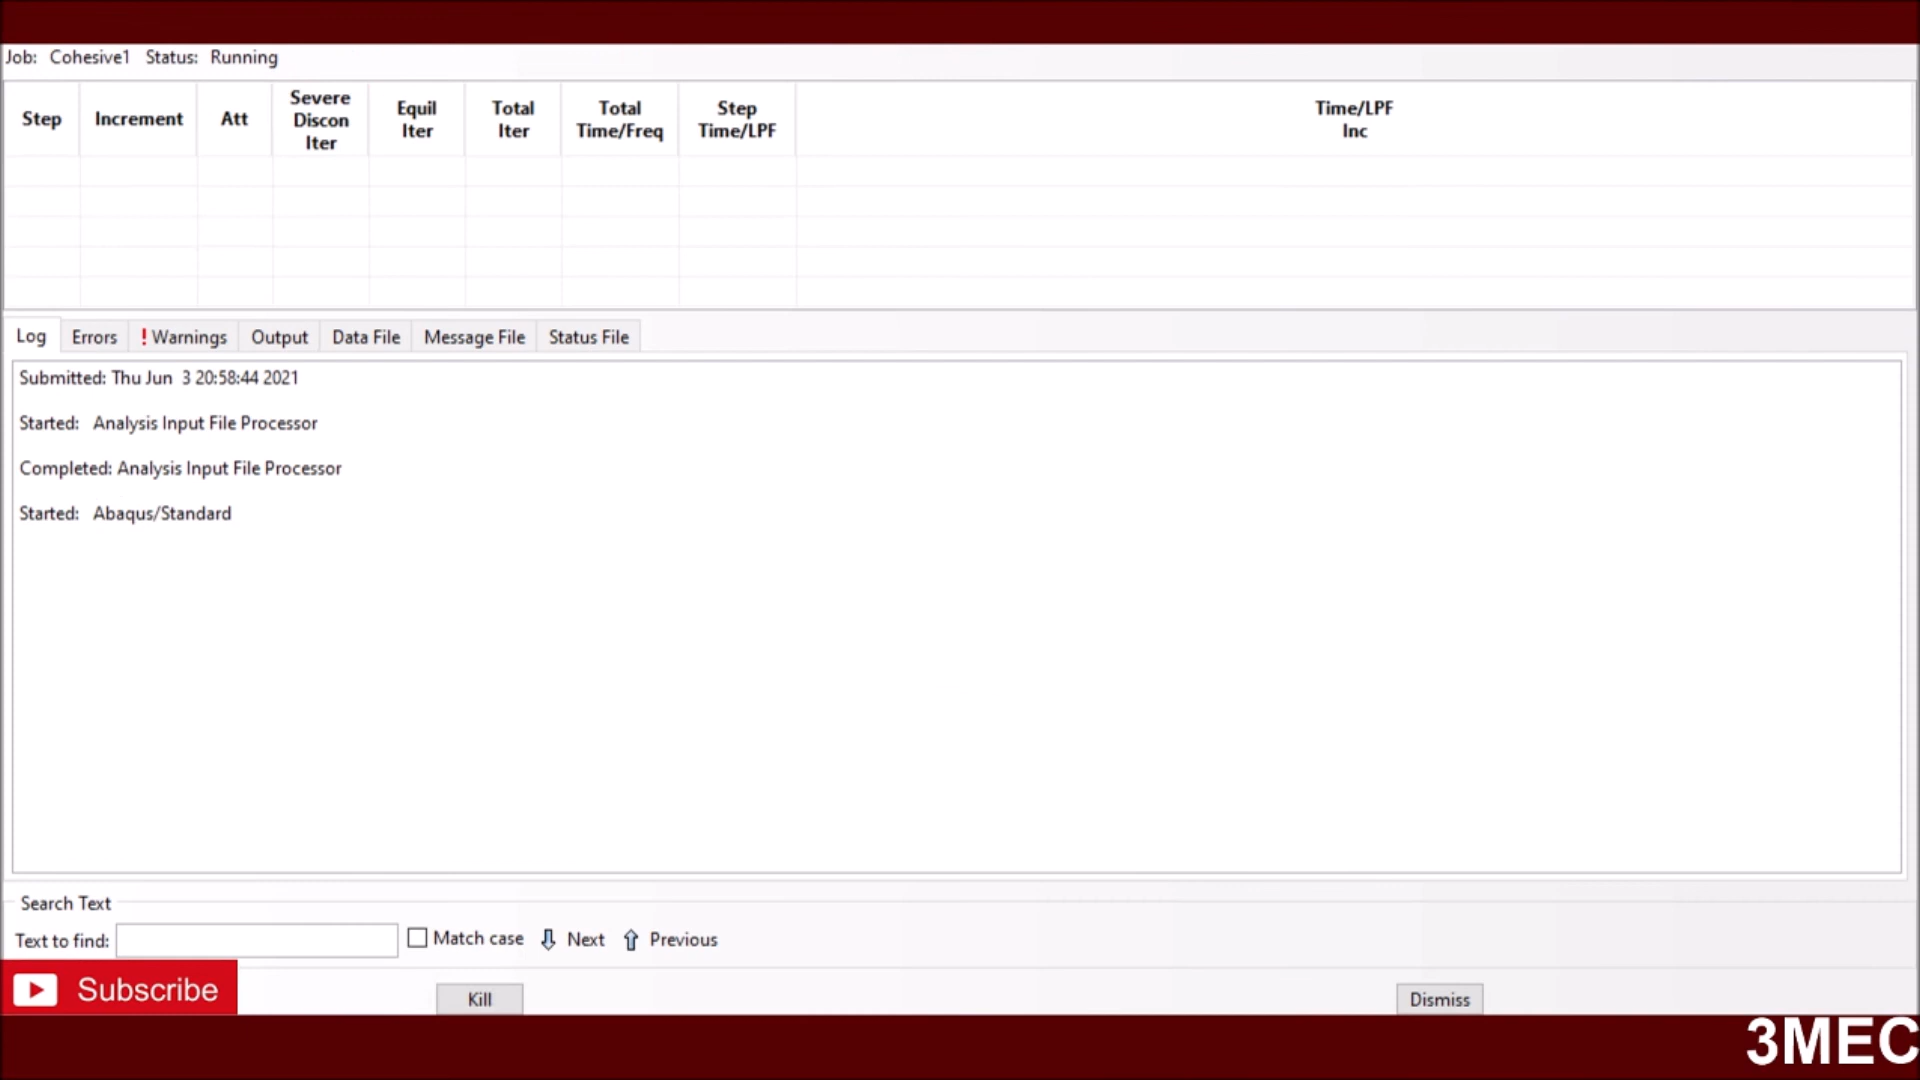 Job: Cohesive1 Status: Running
Step Increment Att Severe Discon Iter Equil Iter Total Iter Total Time/Freq Step Time/LPF Time/LPF Inc
Log Errors ! Warnings Output Data File Message File Status File
Submitted: Thu Jun 3 20:58:44 2021
Started: Analysis Input File Processor
Completed: Analysis Input File Processor
Started: Abaqus/Standard
Search Text
Text to find: Match case Next Previous
Subscribe
Kill Dismiss
3MEC